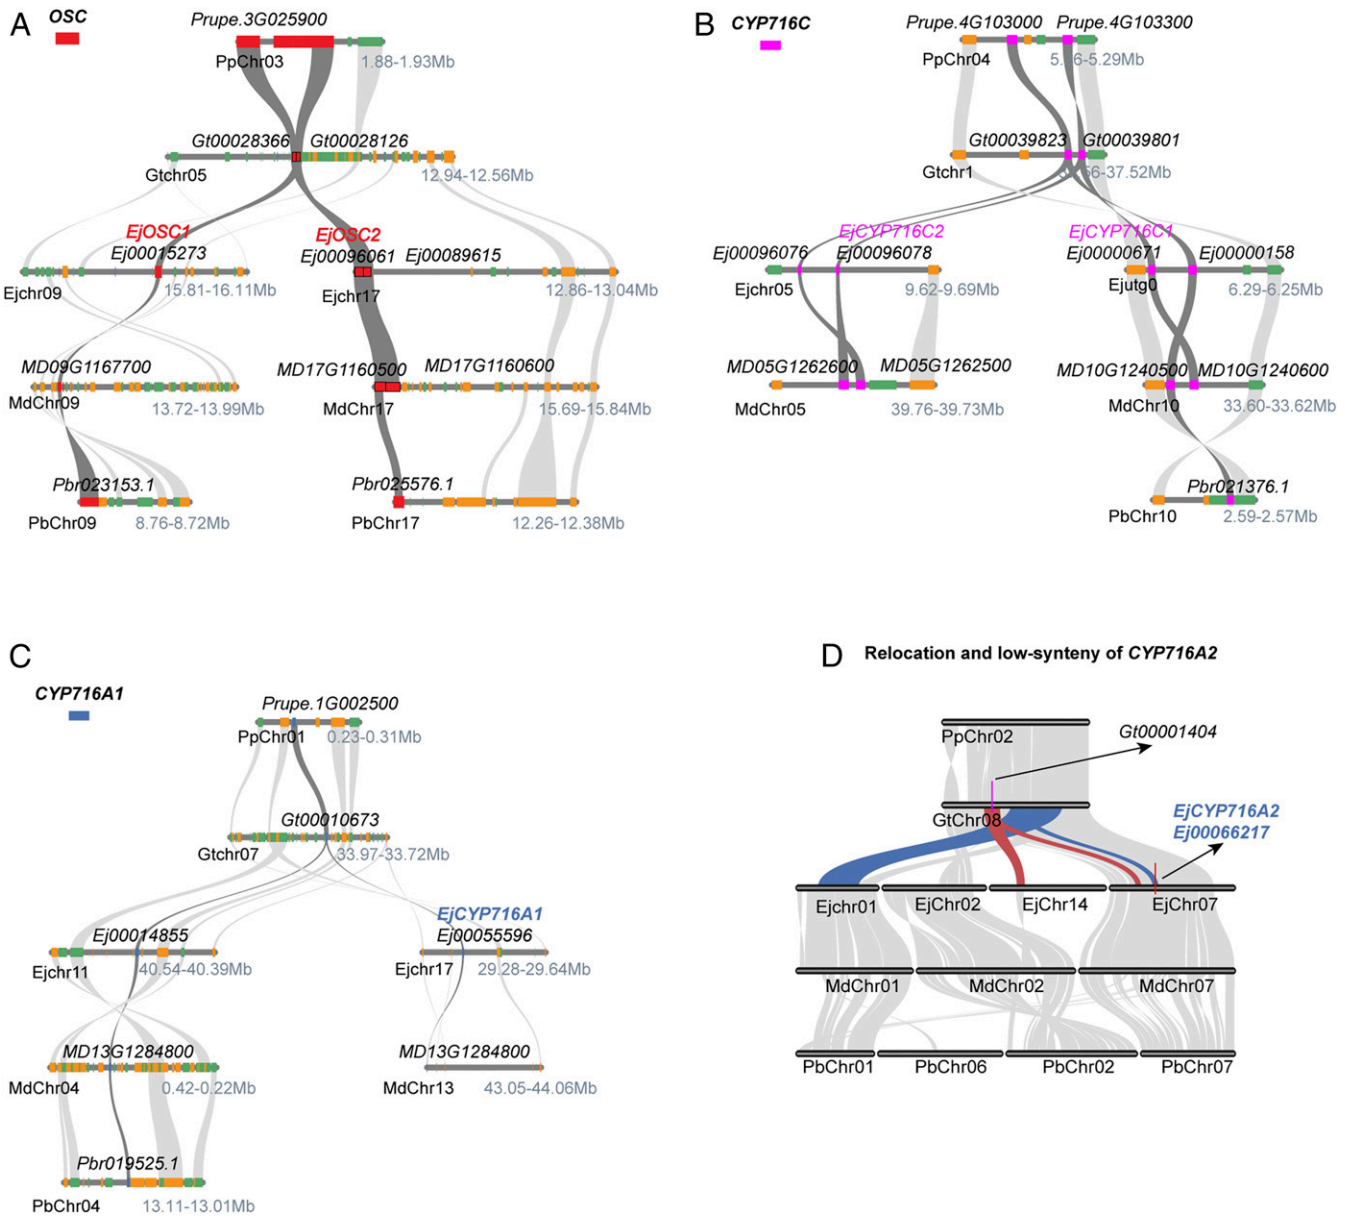 A
OSC
Prupe.3G025900
PpChr03
1.88-1.93Mb
Gt00028366
Gt00028126
Gtchr05
12.94-12.56Mb
EjOSC1
EjOSC2
Ej00015273
Ej00096061
Ej00089615
Ejchr09
15.81-16.11Mb
Ejchr17
12.86-13.04Mb
MD09G1167700
MD17G1160500
MD17G1160600
MdChr09
13.72-13.99Mb
MdChr17
15.69-15.84Mb
Pbr023153.1
Pbr025576.1
PbChr09
8.76-8.72Mb
PbChr17
12.26-12.38Mb
B
CYP716C
Prupe.4G103000
Prupe.4G103300
PpChr04
-5.29Mb
Gt00039823
Gt00039801
Gtchr1
-37.52Mb
EjCYP716C2
EjCYP716C1
Ej00096076
Ej00096078
Ej0000671
Ej00000158
Ejchr05
9.62-9.69Mb
Ejutg0
6.29-6.25Mb
MD05G1262600
MD05G1262500
MD10G1240500
MD10G1240600
MdChr05
39.76-39.73Mb
MdChr10
33.60-33.62Mb
Pbr021376.1
PbChr10
2.59-2.57Mb
C
CYP716A1
Prupe.1G002500
PpChr01
0.23-0.31Mb
Gt00010673
Gtchr07
33.97-33.72Mb
EjCYP716A1
Ej00014855
Ej00055596
Ejchr11
40.54-40.39Mb
Ejchr17
29.28-29.64Mb
MD13G1284800
MD13G1284800
MdChr04
0.42-0.22Mb
MdChr13
43.05-44.06Mb
Pbr019525.1
PbChr04
13.11-13.01Mb
D
Relocation and low-synteny of CYP716A2
PpChr02
Gt00001404
GtChr08
EjCYP716A2
Ej00066217
Ejchr01
EjChr02
EjChr14
EjChr07
MdChr01
MdChr02
MdChr07
PbChr01
PbChr06
PbChr02
PbChr07